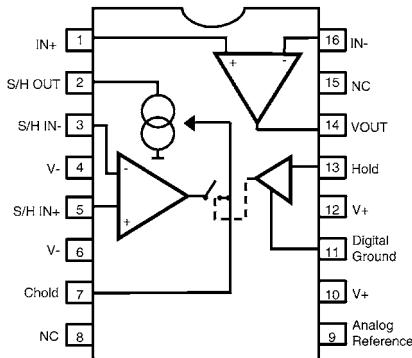 IN+ 1 + - 16 IN-
S/H OUT 2 15 NC
S/H IN- 3 14 VOUT
V- 4 - 13 Hold
S/H IN+ 5 + 12 V+
V- 6 11 Digital
Ground
Chold 7 10 V+
NC 8 9 Analog
Reference